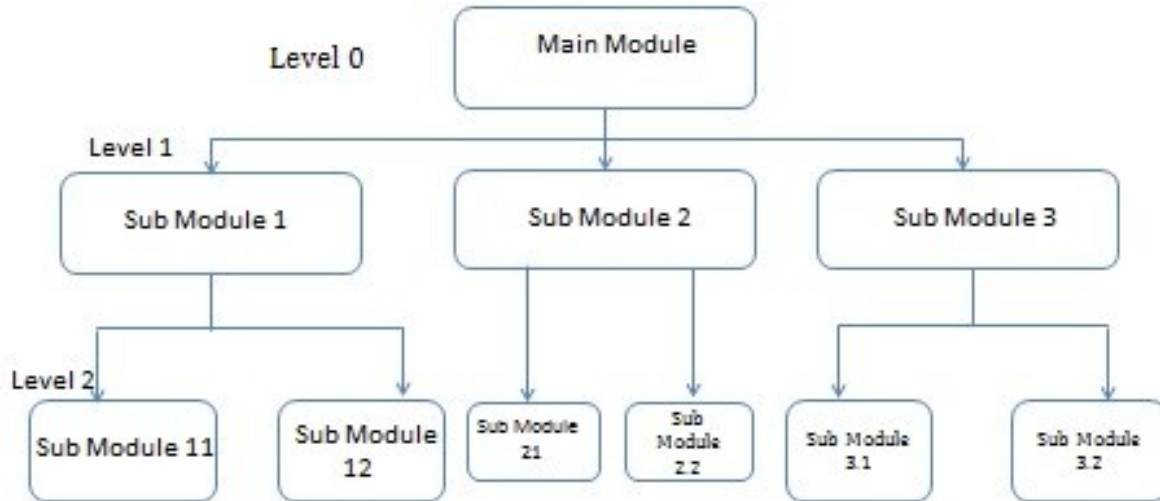 Main Module
Level 0
Level 1
Sub Module 1
Sub Module 2
Sub Module 3
Level 2
Sub Module 11
Sub Module
12
Sub Module
21
Sub
Module
2.2
Sub Module
3.1
Sub Module
3.2